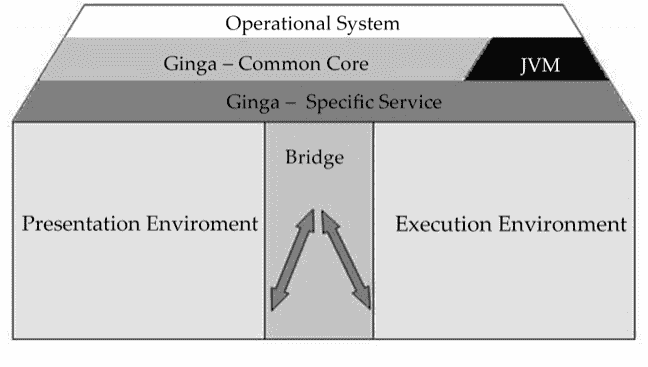 Operational System
Ginga – Common Core
JVM
Ginga – Specific Service
Bridge
Presentation Enviroment
Execution Environment